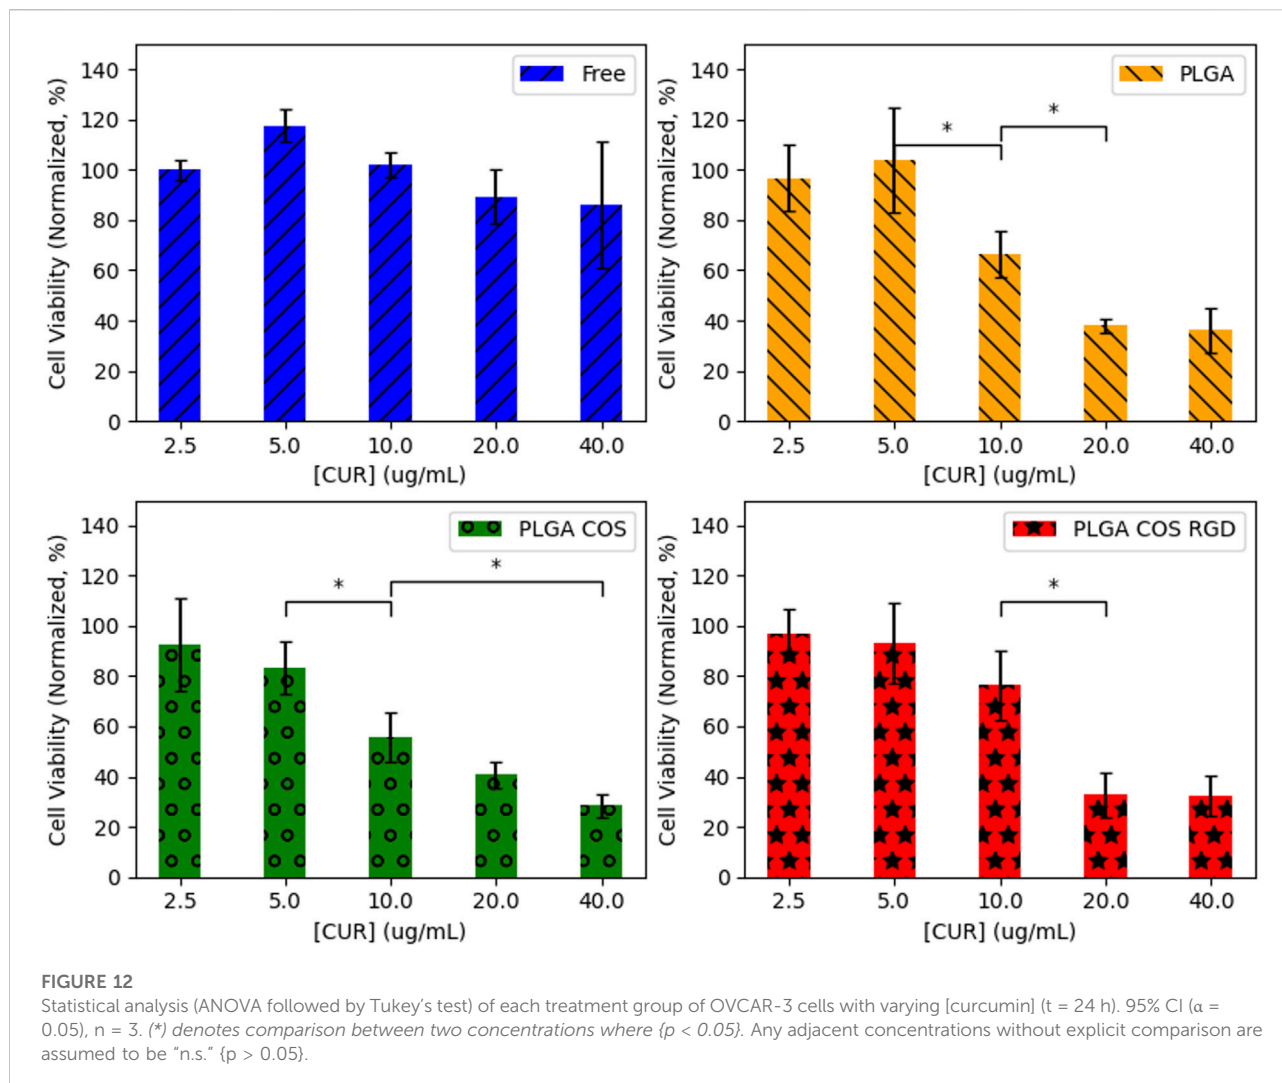 Free
140
120
100
80
60
40
20
0
Cell Viability (Normalized, %)
2.5 5.0 10.0 20.0 40.0
[CUR] (ug/mL)
PLGA
140
120
100
80
60
40
20
0
Cell Viability (Normalized, %)
* *
2.5 5.0 10.0 20.0 40.0
[CUR] (ug/mL)
PLGA COS
140
120
100
80
60
40
20
0
Cell Viability (Normalized, %)
* *
2.5 5.0 10.0 20.0 40.0
[CUR] (ug/mL)
PLGA COS RGD
140
120
100
80
60
40
20
0
Cell Viability (Normalized, %)
*
2.5 5.0 10.0 20.0 40.0
[CUR] (ug/mL)
FIGURE 12
Statistical analysis (ANOVA followed by Tukey’s test) of each treatment group of OVCAR-3 cells with varying [curcumin] (t = 24 h). 95% CI (α =
0.05), n = 3. (*) denotes comparison between two concentrations where {p < 0.05}. Any adjacent concentrations without explicit comparison are
assumed to be “n.s.” {p > 0.05}.